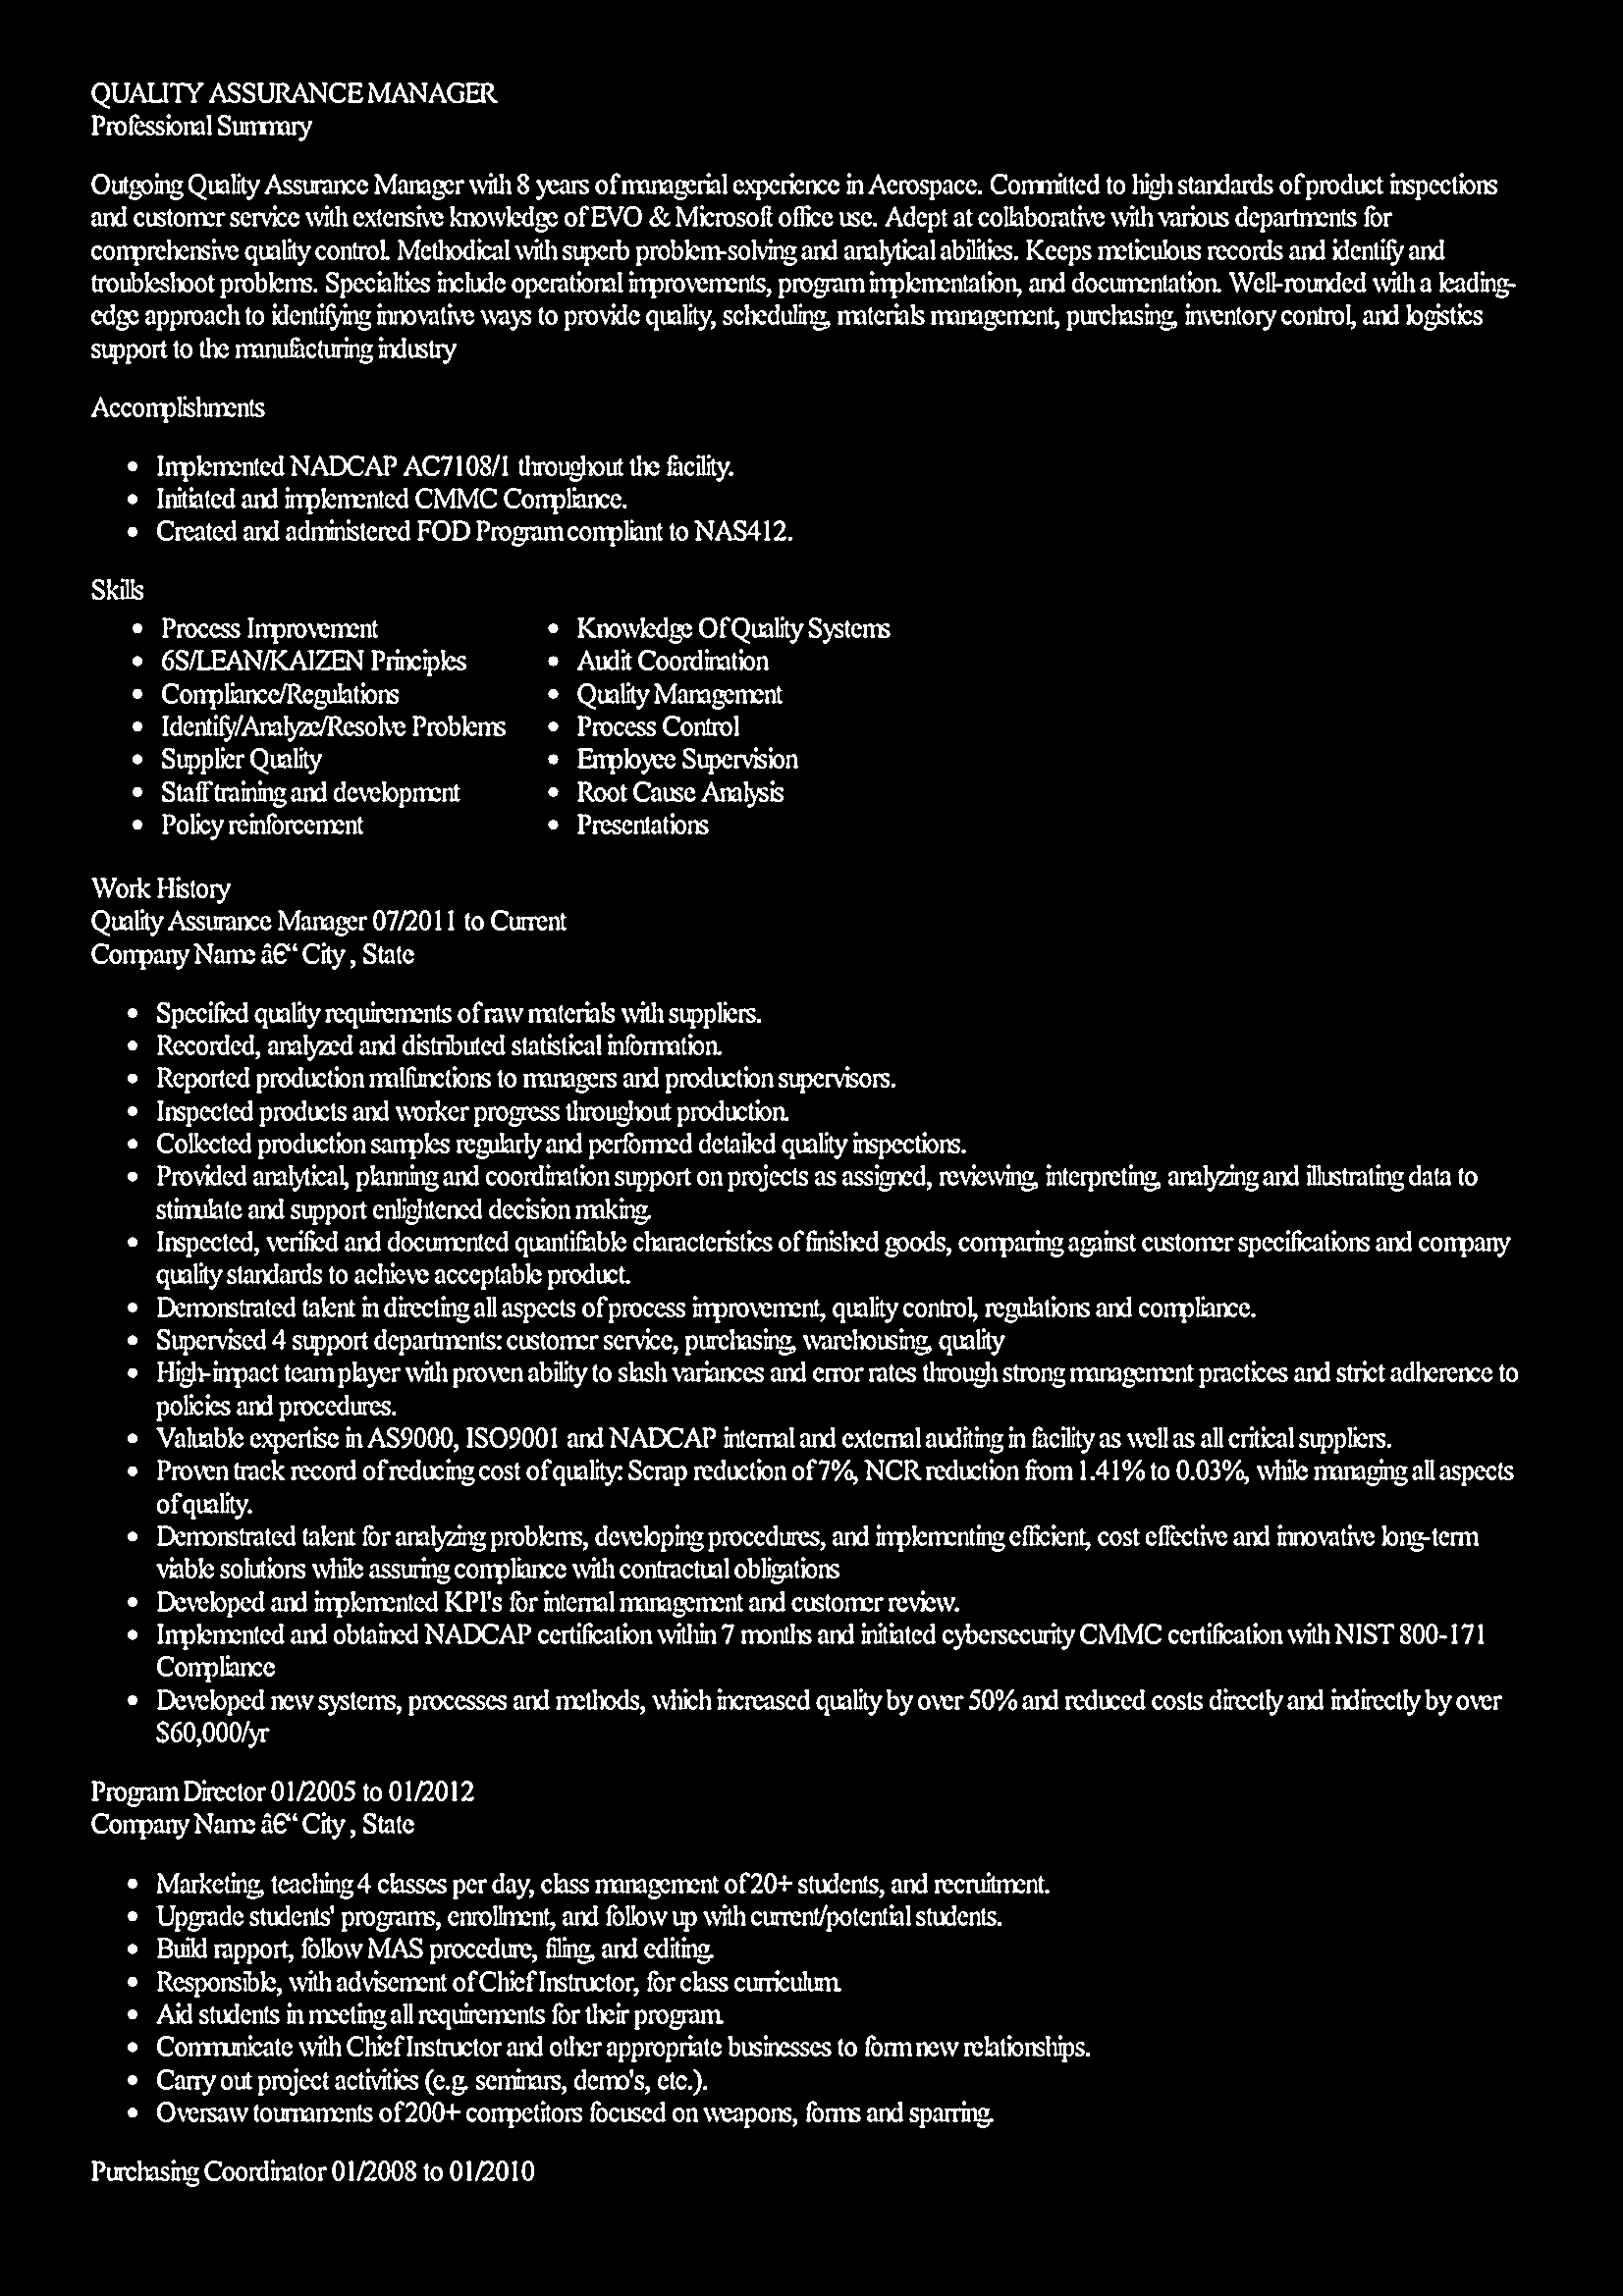 QUALITY ASSURANCE MANAGER
Professional Summary
Outgoing Quality Assurance Manager with 8 years of managerial experience in Aerospace. Committed to high standards of product inspections
and customer service with extensive knowledge of EVO & Microsoft office use. Adept at collaborative with various departments for
comprehensive quality control. Methodical with superb problem-solving and analytical abilities. Keeps meticulous records and identify and
troubleshoot problems. Specialties include operational improvements, program implementation, and documentation. Well-rounded with a leading-
edge approach to identifying innovative ways to provide quality, scheduling, materials management, purchasing, inventory control, and logistics
support to the manufacturing industry
Accomplishments
• Implemented NADCAP AC7108/1 throughout the facility.
• Initiated and implemented CMMC Compliance.
• Created and administered FOD Program compliant to NAS412.
Skills
• Process Improvement
• 6S/LEAN/KAIZEN Principles
• Compliance/Regulations
• Identify/Analyze/Resolve Problems
• Supplier Quality
• Staff training and development
• Policy reinforcement
• Knowledge Of Quality Systems
• Audit Coordination
• Quality Management
• Process Control
• Employee Supervision
• Root Cause Analysis
• Presentations
Work History
Quality Assurance Manager 07/2011 to Current
Company Name â€“ City , State
• Specified quality requirements of raw materials with suppliers.
• Recorded, analyzed and distributed statistical information.
• Reported production malfunctions to managers and production supervisors.
• Inspected products and worker progress throughout production.
• Collected production samples regularly and performed detailed quality inspections.
• Provided analytical, planning and coordination support on projects as assigned, reviewing, interpreting, analyzing and illustrating data to
stimulate and support enlightened decision making.
• Inspected, verified and documented quantifiable characteristics of finished goods, comparing against customer specifications and company
quality standards to achieve acceptable product.
• Demonstrated talent in directing all aspects of process improvement, quality control, regulations and compliance.
• Supervised 4 support departments: customer service, purchasing, warehousing, quality
• High-impact team player with proven ability to slash variances and error rates through strong management practices and strict adherence to
policies and procedures.
• Valuable expertise in AS9000, ISO9001 and NADCAP internal and external auditing in facility as well as all critical suppliers.
• Proven track record of reducing cost of quality: Scrap reduction of 7%, NCR reduction from 1.41% to 0.03%, while managing all aspects
of quality.
• Demonstrated talent for analyzing problems, developing procedures, and implementing efficient, cost effective and innovative long-term
viable solutions while assuring compliance with contractual obligations
• Developed and implemented KPI's for internal management and customer review.
• Implemented and obtained NADCAP certification within 7 months and initiated cybersecurity CMMC certification with NIST 800-171
Compliance
• Developed new systems, processes and methods, which increased quality by over 50% and reduced costs directly and indirectly by over
$60,000/yr
Program Director 01/2005 to 01/2012
Company Name â€“ City , State
• Marketing, teaching 4 classes per day, class management of 20+ students, and recruitment.
• Upgrade students' programs, enrollment, and follow up with current/potential students.
• Build rapport, follow MAS procedure, filing, and editing.
• Responsible, with advisement of Chief Instructor, for class curriculum.
• Aid students in meeting all requirements for their program.
• Communicate with Chief Instructor and other appropriate businesses to form new relationships.
• Carry out project activities (e.g. seminars, demo's, etc.).
• Oversaw tournaments of 200+ competitors focused on weapons, forms and sparring.
Purchasing Coordinator 01/2008 to 01/2010